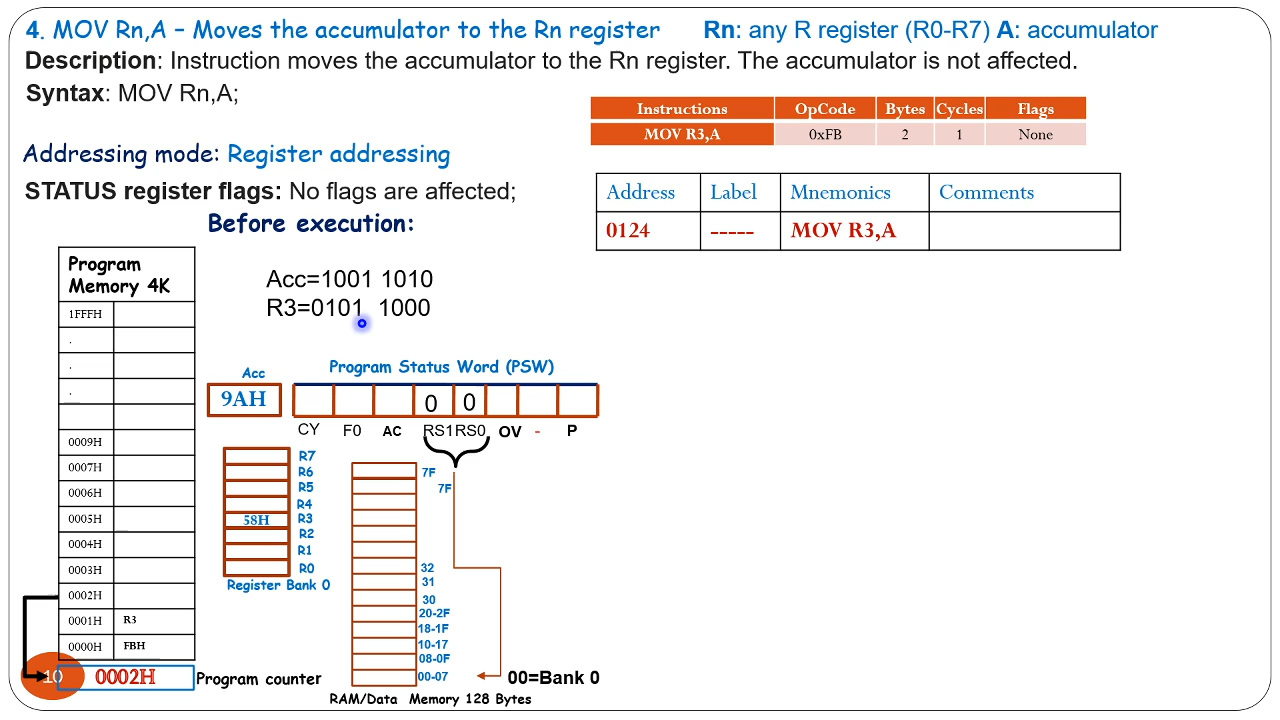 4. MOV Rn,A – Moves the accumulator to the Rn register Rn: any R register (R0-R7) A: accumulator
Description: Instruction moves the accumulator to the Rn register. The accumulator is not affected.
Syntax: MOV Rn,A;
Instructions OpCode Bytes Cycles Flags
MOV R3,A 0xFB 2 1 None
Addressing mode: Register addressing
STATUS register flags: No flags are affected;
Address Label Mnemonics Comments
0124 ----- MOV R3,A
Before execution:
Program
Memory 4K
1FFFH
.
.
.
0009H
0007H
0006H
0005H
0004H
0003H
0002H
0001H R3
0000H FBH
10
0002H Program counter
Acc=1001 1010
R3=0101 1000
Acc
9AH
Program Status Word (PSW)
0 0
CY F0 AC RS1 RS0 OV - P
R7
R6
R5
R4
58H R3
R2
R1
R0
Register Bank 0
7F
7F
32
31
30
20-2F
18-1F
10-17
08-0F
00-07
00=Bank 0
RAM/Data Memory 128 Bytes